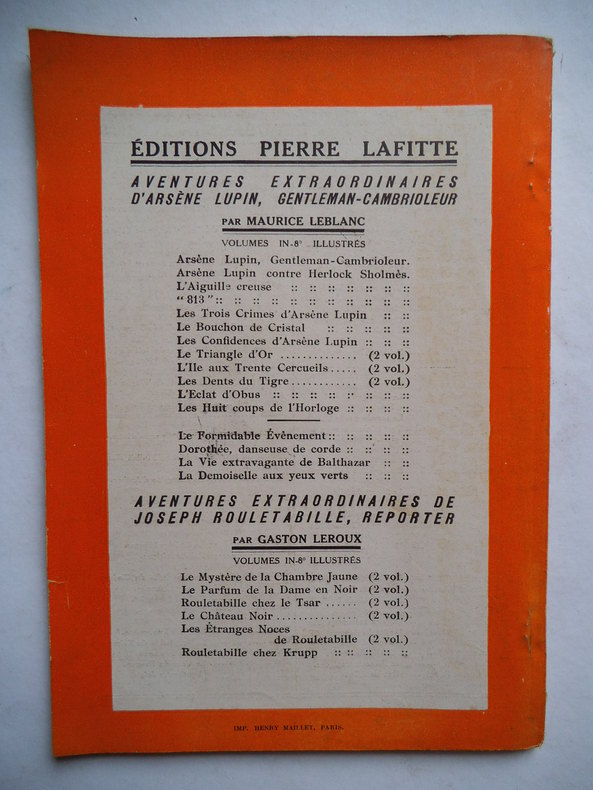 ÉDITIONS PIERRE LAFITTE
AVENTURES EXTRAORDINAIRES
D'ARSÈNE LUPIN, GENTLEMAN-CAMBRIOLEUR
PAR MAURICE LEBLANC
VOLUMES IN-8° ILLUSTRÉS
Arsène Lupin, Gentleman-Cambrioleur.
Arsène Lupin contre Herlock Sholmès.
L'Aiguille creuse :: :: :: :: :: :: ::
“ 813 ” :: :: :: :: :: :: :: :: :: :: ::
Les Trois Crimes d'Arsène Lupin :: ::
Le Bouchon de Cristal :: :: :: :: ::
Les Confidences d'Arsène Lupin :: :: ::
Le Triangle d'Or .............. (2 vol.)
L'Ile aux Trente Cercueils ..... (2 vol.)
Les Dents du Tigre ............ (2 vol.)
L'Eclat d'Obus :: :: :: :: :: :: :: ::
Les Huit coups de l'Horloge :: :: :: ::
Le Formidable Évènement :: :: :: :: ::
Dorothée, danseuse de corde :: :: :: ::
La Vie extravagante de Balthazar :: ::
La Demoiselle aux yeux verts :: :: ::
AVENTURES EXTRAORDINAIRES DE
JOSEPH ROULETABILLE, REPORTER
PAR GASTON LEROUX
VOLUMES IN-8° ILLUSTRÉS
Le Mystère de la Chambre Jaune (2 vol.)
Le Parfum de la Dame en Noir (2 vol.)
Rouletabille chez le Tsar ...... (2 vol.)
Le Château Noir ............... (2 vol.)
Les Étranges Noces
de Rouletabille (2 vol.)
Rouletabille chez Krupp :: :: :: :: ::
IMP. HENRY MAILLET, PARIS.